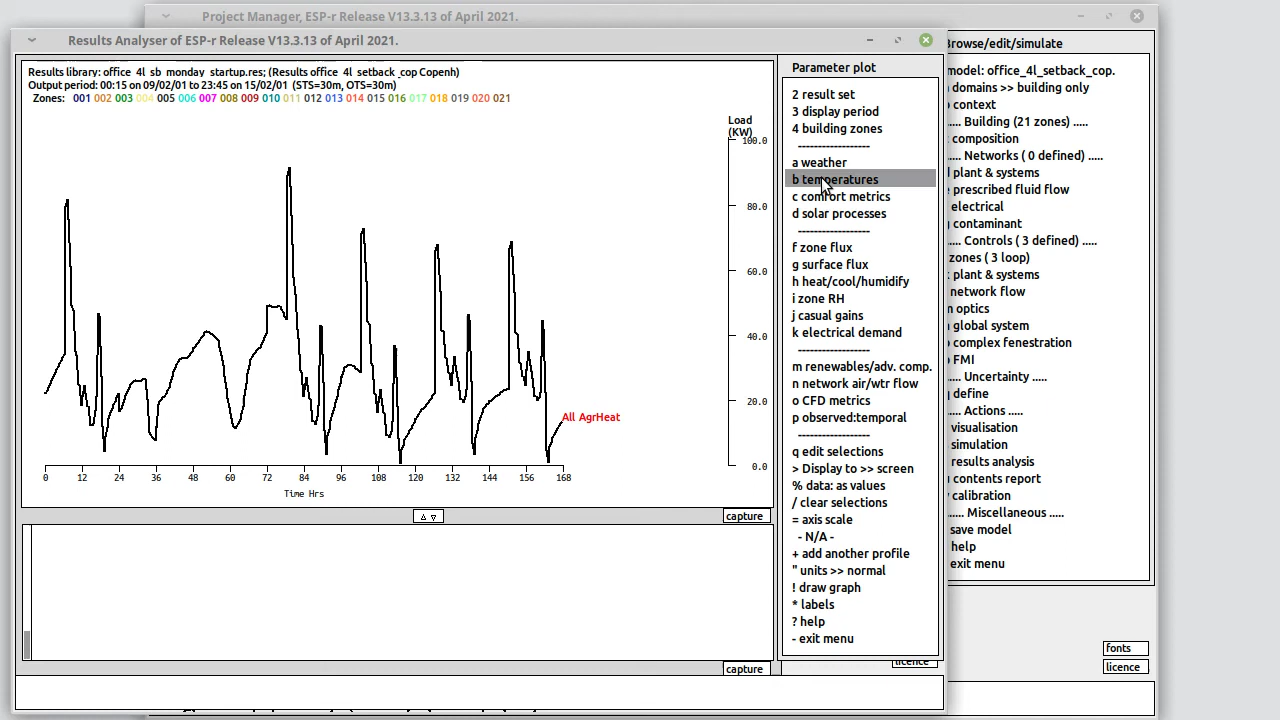 Project Manager, ESP-r Release V13.3.13 of April 2021.
Results Analyser of ESP-r Release V13.3.13 of April 2021.
Results library: office_4l_sb_monday_startup.res; (Results office_4l_setback_cop Copenh)
Output period: 00:15 on 09/02/01 to 23:45 on 15/02/01 (STS=30m, OTS=30m)
Zones: 001 002 003 004 005 006 007 008 009 010 011 012 013 014 015 016 017 018 019 020 021
Load
(KW)
100.0
80.0
60.0
40.0
20.0
0.0
All AgrHeat
0 12 24 36 48 60 72 84 96 108 120 132 144 156 168
Time Hrs
capture
capture
Parameter plot
2 result set
3 display period
4 building zones
------------------
a weather
b temperatures
c comfort metrics
d solar processes
------------------
f zone flux
g surface flux
h heat/cool/humidify
i zone RH
j casual gains
k electrical demand
------------------
m renewables/adv. comp.
n network air/wtr flow
o CFD metrics
p observed:temporal
------------------
q edit selections
> Display to >> screen
% data: as values
/ clear selections
= axis scale
- N/A -
+ add another profile
" units >> normal
! draw graph
* labels
? help
- exit menu
licence
Browse/edit/simulate
model: office_4l_setback_cop.
domains >> building only
context
..... Building (21 zones) .....
composition
..... Networks ( 0 defined) .....
plant & systems
prescribed fluid flow
electrical
contaminant
..... Controls ( 3 defined) .....
zones ( 3 loop)
plant & systems
network flow
optics
global system
complex fenestration
FMI
..... Uncertainty .....
define
..... Actions .....
visualisation
simulation
results analysis
contents report
calibration
..... Miscellaneous .....
save model
help
exit menu
fonts
licence